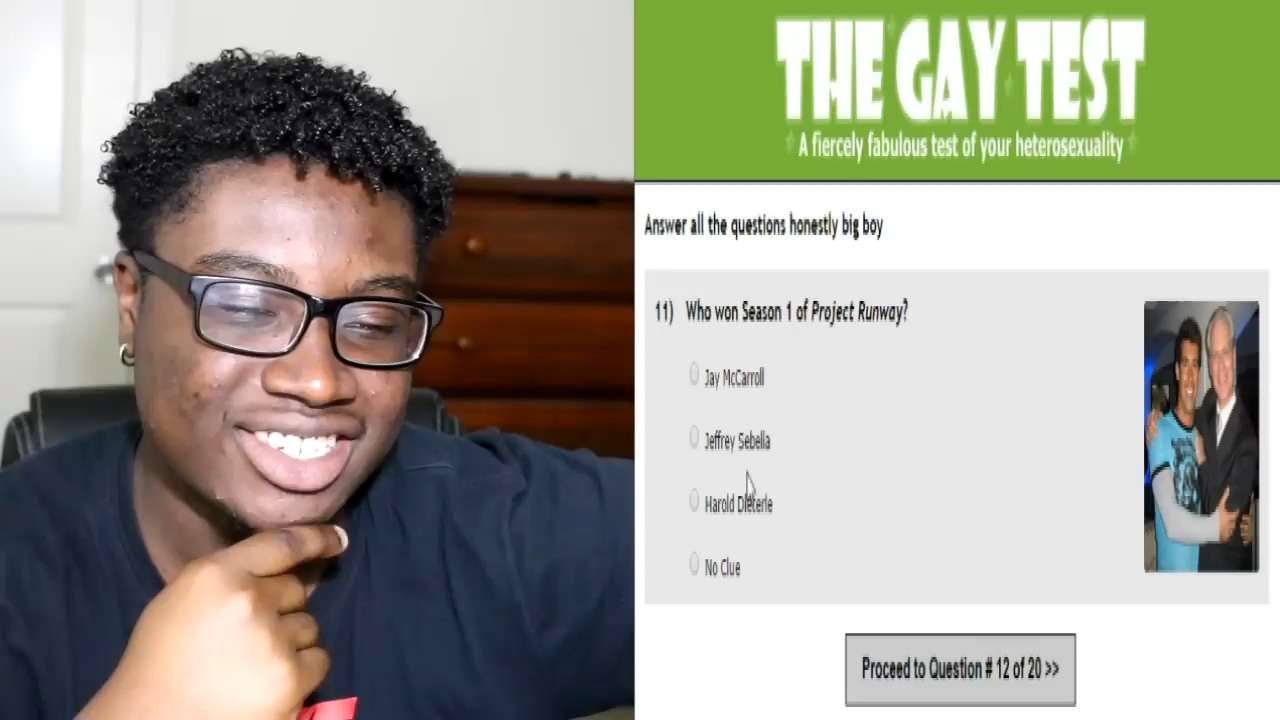 THE GAY TEST
A fiercely fabulous test of your heterosexuality
Answer all the questions honestly big boy
11) Who won Season 1 of Project Runway?
Jay McCarroll
Jeffrey Sebelia
Harold Dieterle
No Clue
Proceed to Question # 12 of 20 >>